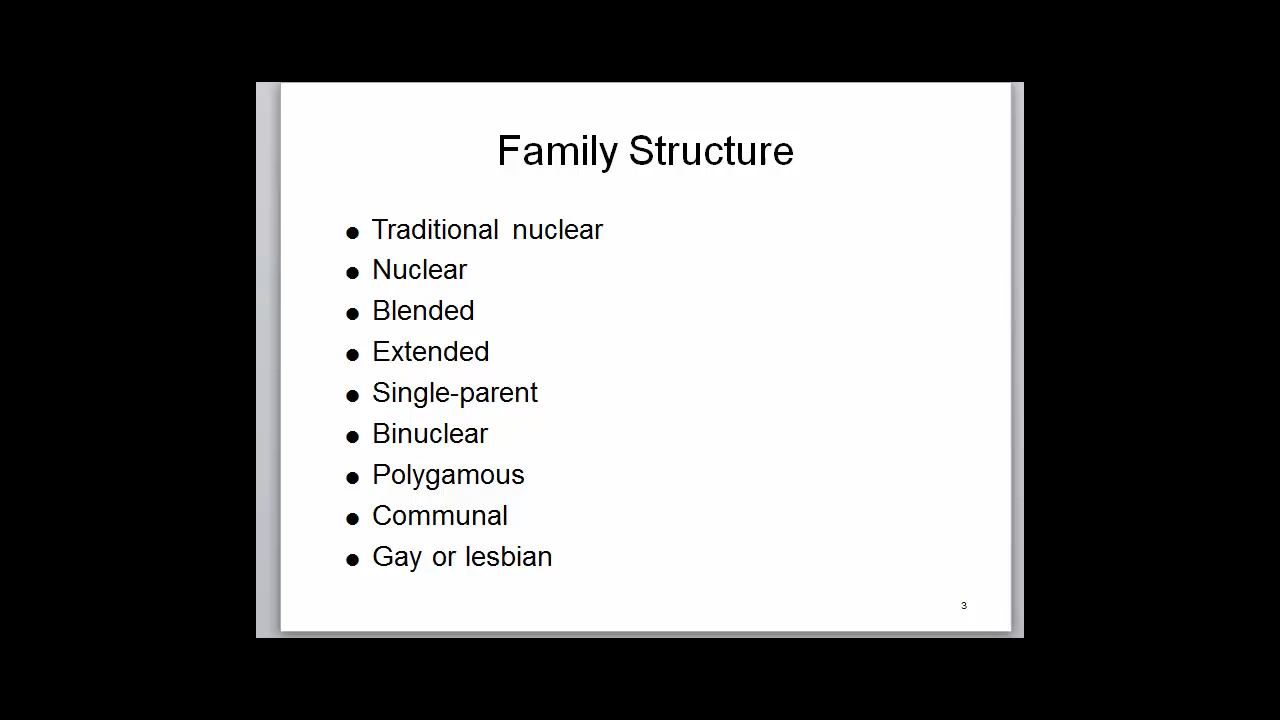 Family Structure
● Traditional nuclear
● Nuclear
● Blended
● Extended
● Single-parent
● Binuclear
● Polygamous
● Communal
● Gay or lesbian
3